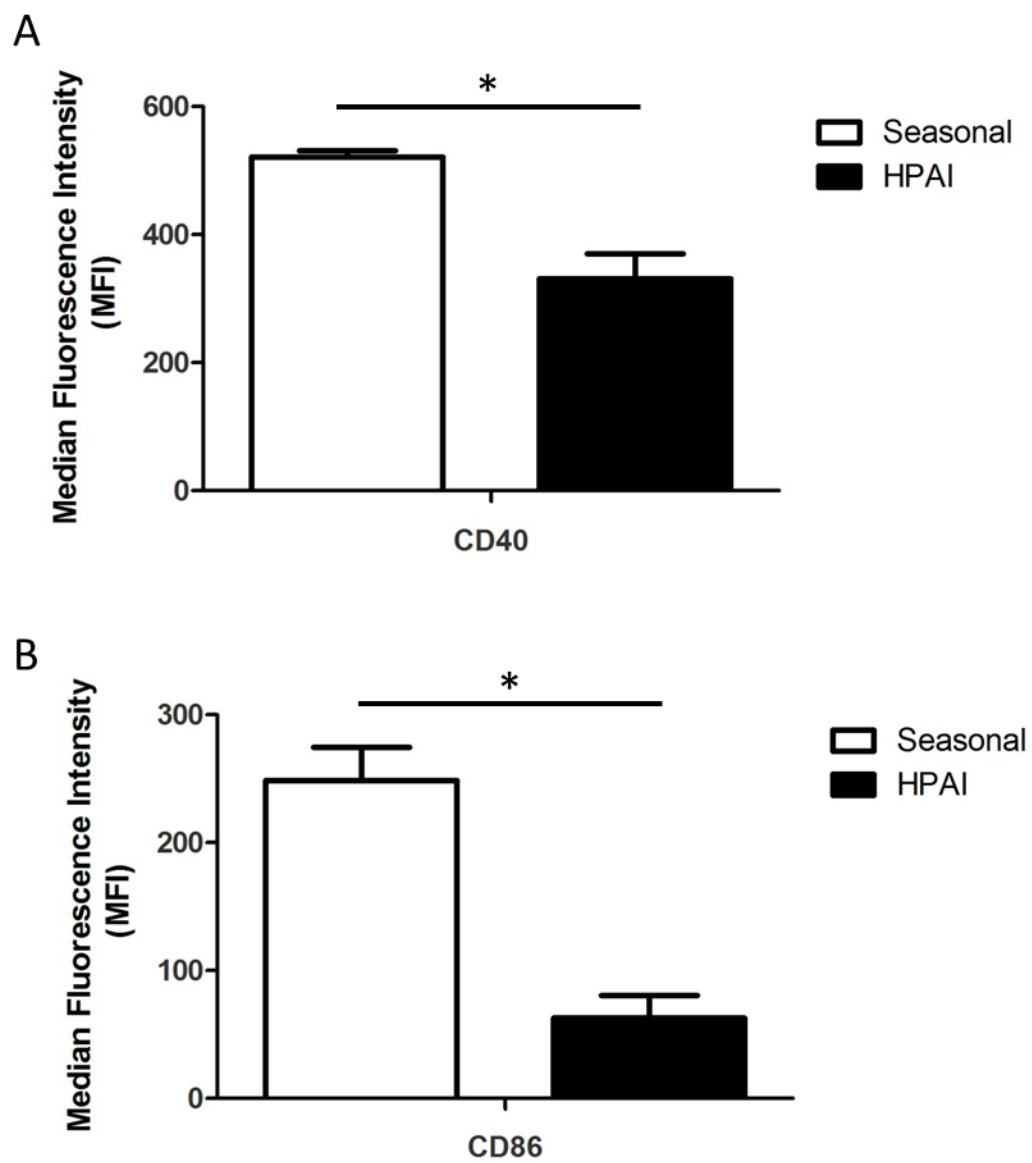 A
*
Median Fluorescence Intensity
(MFI)
600
400
200
0
CD40
Seasonal
HPAI
B
*
Median Fluorescence Intensity
(MFI)
300
200
100
0
CD86
Seasonal
HPAI